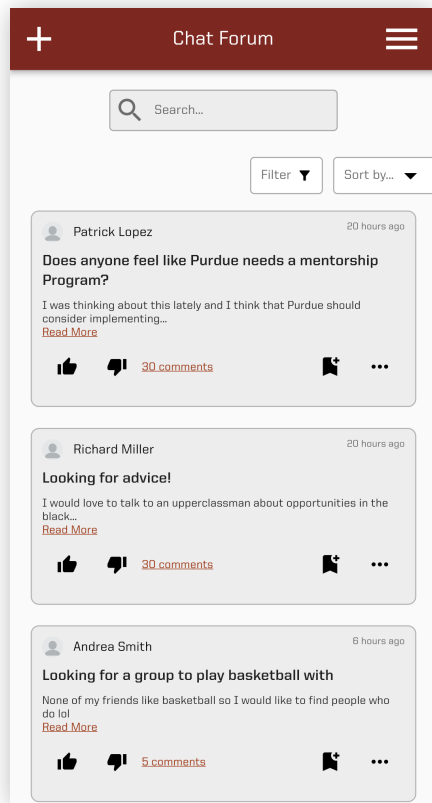 Chat Forum
Search...
Filter
Sort by...
Patrick Lopez
20 hours ago
Does anyone feel like Purdue needs a mentorship
Program?
I was thinking about this lately and I think that Purdue should
consider implementing...
Read More
30 comments
Richard Miller
20 hours ago
Looking for advice!
I would love to talk to an upperclassman about opportunities in the
black...
Read More
30 comments
Andrea Smith
6 hours ago
Looking for a group to play basketball with
None of my friends like basketball so I would like to find people who
do lol
Read More
5 comments